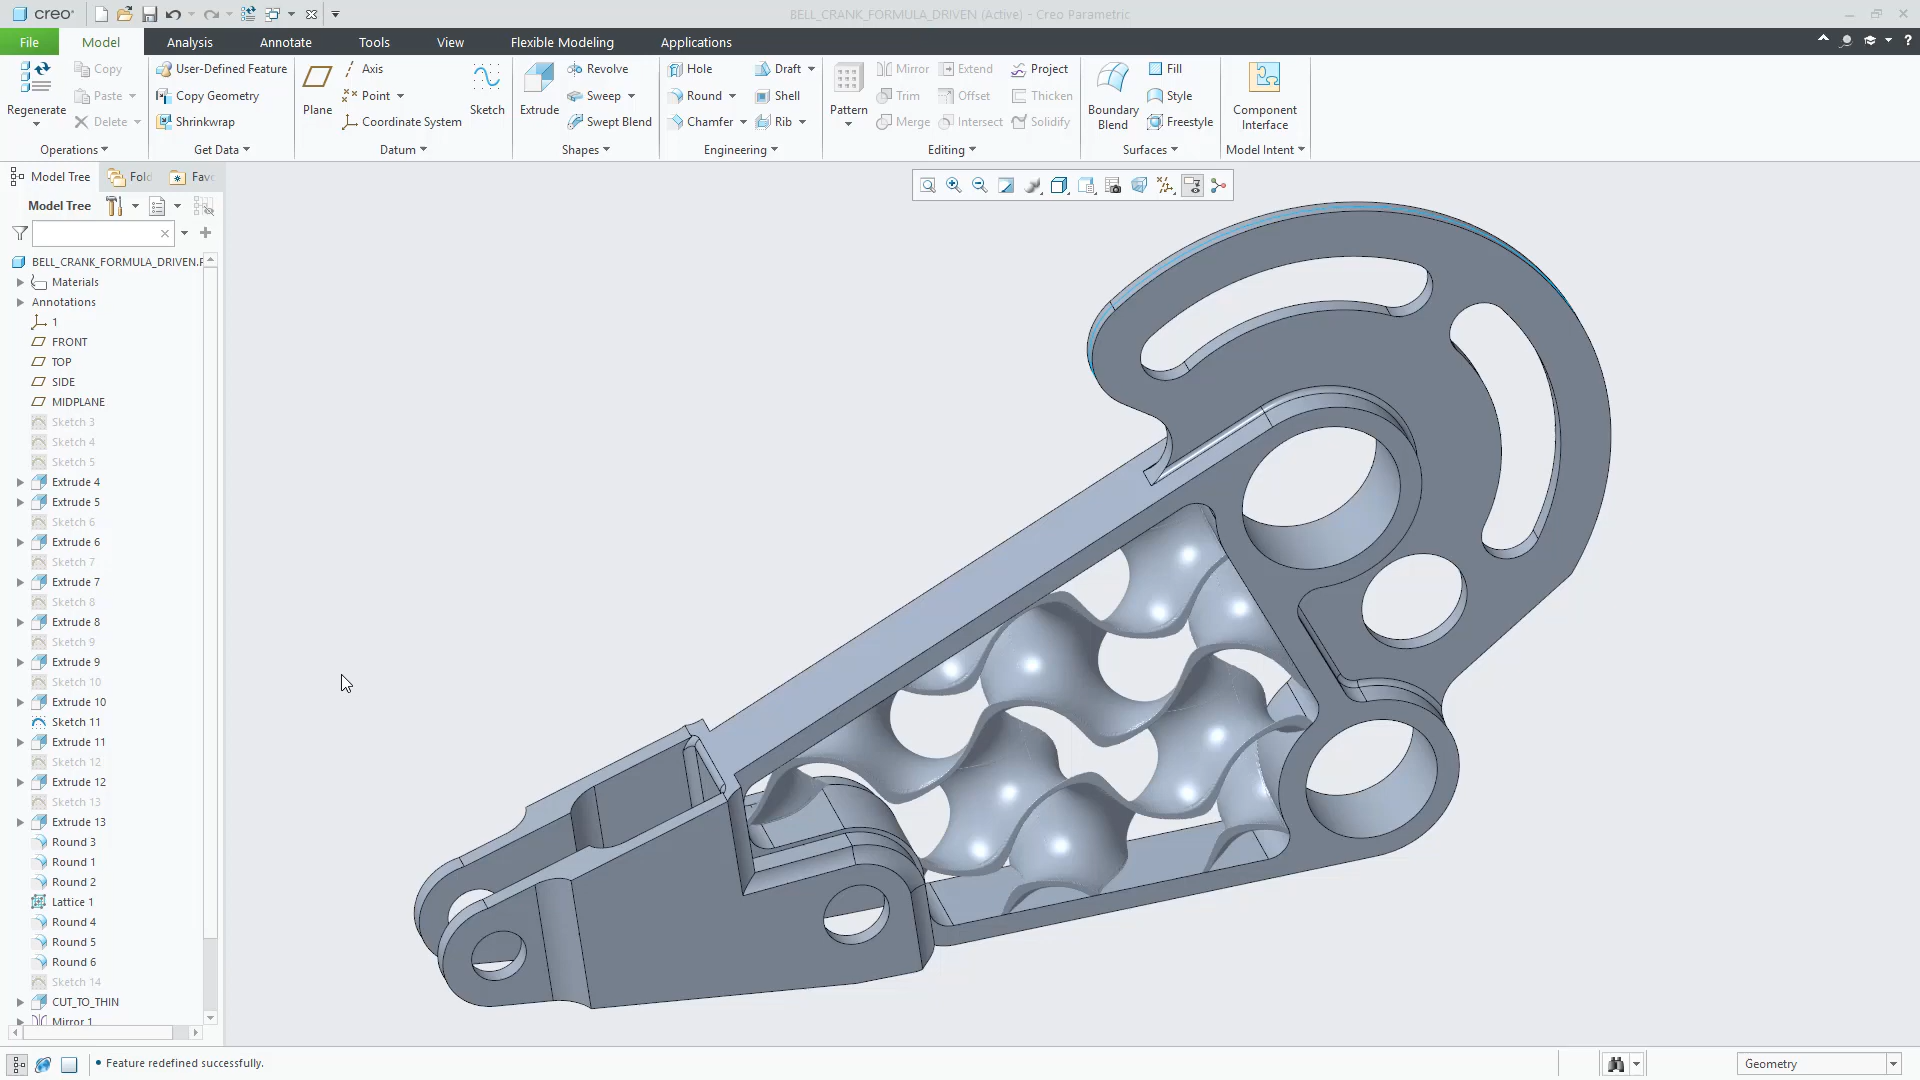 creo
BELL_CRANK_FORMULA_DRIVEN (Active) - Creo Parametric
File Model Analysis Annotate Tools View Flexible Modeling Applications
Regenerate
Copy
Paste
Delete
Operations
User-Defined Feature
Copy Geometry
Shrinkwrap
Get Data
Plane
Axis
Point
Coordinate System
Sketch
Datum
Extrude
Revolve
Sweep
Swept Blend
Shapes
Hole
Round
Chamfer
Draft
Shell
Rib
Engineering
Pattern
Mirror
Trim
Merge
Extend
Offset
Intersect
Project
Thicken
Solidify
Editing
Boundary
Blend
Fill
Style
Freestyle
Surfaces
Component
Interface
Model Intent
Model Tree Fold Fav
Model Tree
BELL_CRANK_FORMULA_DRIVEN.P
Materials
Annotations
1
FRONT
TOP
SIDE
MIDPLANE
Sketch 3
Sketch 4
Sketch 5
Extrude 4
Extrude 5
Sketch 6
Extrude 6
Sketch 7
Extrude 7
Sketch 8
Extrude 8
Sketch 9
Extrude 9
Sketch 10
Extrude 10
Sketch 11
Extrude 11
Sketch 12
Extrude 12
Sketch 13
Extrude 13
Round 3
Round 1
Round 2
Lattice 1
Round 4
Round 5
Round 6
Sketch 14
CUT_TO_THIN
Mirror 1
• Feature redefined successfully.
Geometry